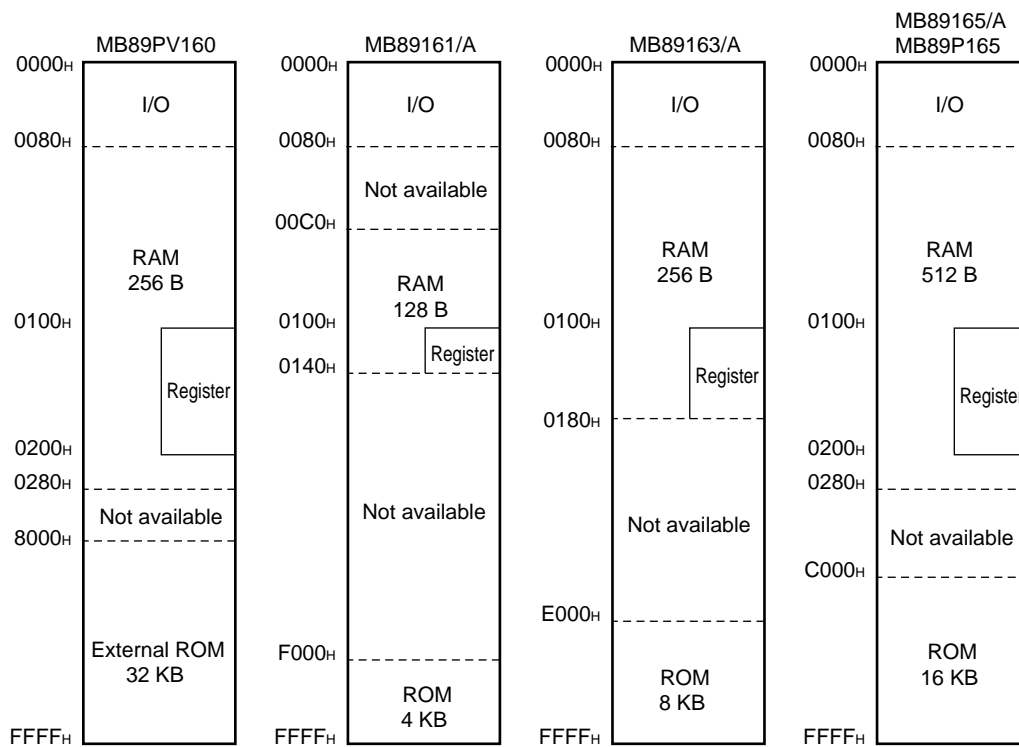 MB89PV160
0000H
I/O
0080H
RAM
256 B
0100H
Register
0200H
0280H
Not available
8000H
External ROM
32 KB
FFFFH
MB89161/A
0000H
I/O
0080H
Not available
00C0H
RAM
128 B
0100H
Register
0140H
Not available
F000H
ROM
4 KB
FFFFH
MB89163/A
0000H
I/O
0080H
RAM
256 B
0100H
Register
0180H
Not available
E000H
ROM
8 KB
FFFFH
MB89165/A
MB89P165
0000H
I/O
0080H
RAM
512 B
0100H
Register
0200H
0280H
Not available
C000H
ROM
16 KB
FFFFH